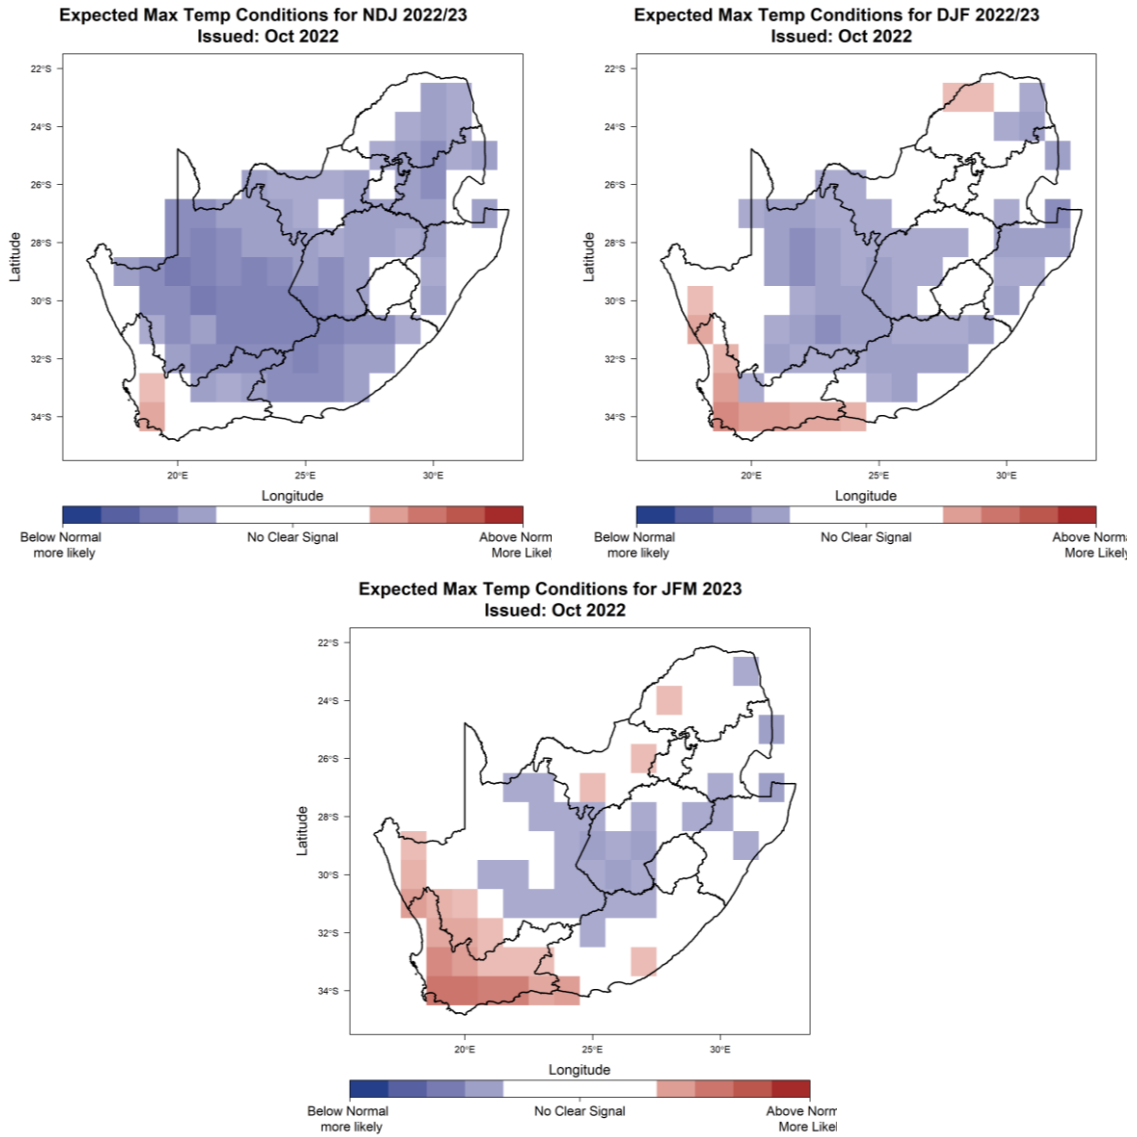 Expected Max Temp Conditions for NDJ 2022/23
Issued: Oct 2022
22°S
24°S
26°S
28°S
30°S
32°S
34°S
Latitude
20°E
25°E
30°E
Longitude
Below Normal
more likely
No Clear Signal
Above Norm
More Likel
Expected Max Temp Conditions for DJF 2022/23
Issued: Oct 2022
22°S
24°S
26°S
28°S
30°S
32°S
34°S
Latitude
20°E
25°E
30°E
Longitude
Below Normal
more likely
No Clear Signal
Above Norma
More Likely
Expected Max Temp Conditions for JFM 2023
Issued: Oct 2022
22°S
24°S
26°S
28°S
30°S
32°S
34°S
Latitude
20°E
25°E
30°E
Longitude
Below Normal
more likely
No Clear Signal
Above Norm
More Likel